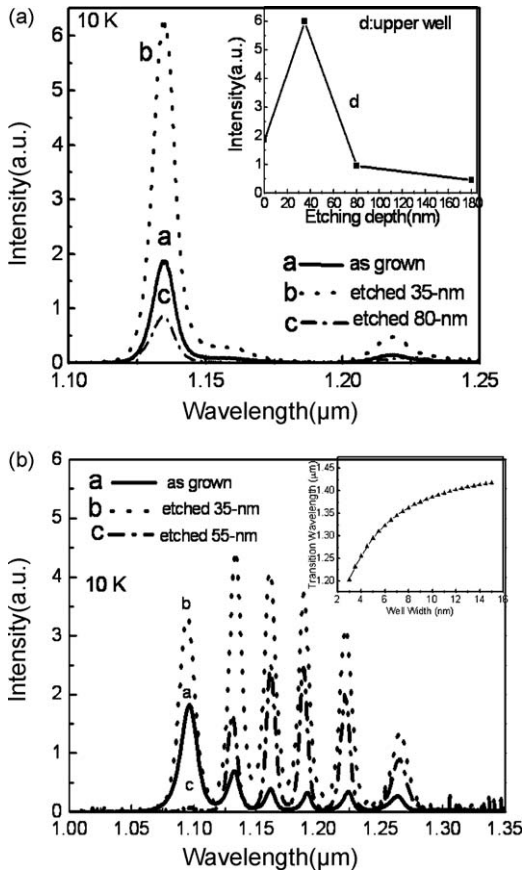 (a)
10 K
b
a
c
Intensity(a.u.)
6
5
4
3
2
1
0
1.10 1.15 1.20 1.25
Wavelength(µm)
d:upper well
d
Intensity(a.u.)
6
5
4
3
2
1
0
0 20 40 60 80 100 120 140 160 180
Etching depth(nm)
a as grown
b etched 35-nm
c etched 80-nm
(b)
a as grown
b etched 35-nm
c etched 55-nm
10 K
b
a
c
Intensity(a.u.)
6
5
4
3
2
1
0
1.00 1.05 1.10 1.15 1.20 1.25 1.30 1.35
Wavelength(µm)
Transition Wavelength (µm)
1.45
1.40
1.35
1.30
1.25
1.20
2 4 6 8 10 12 14 16
Well Width (nm)